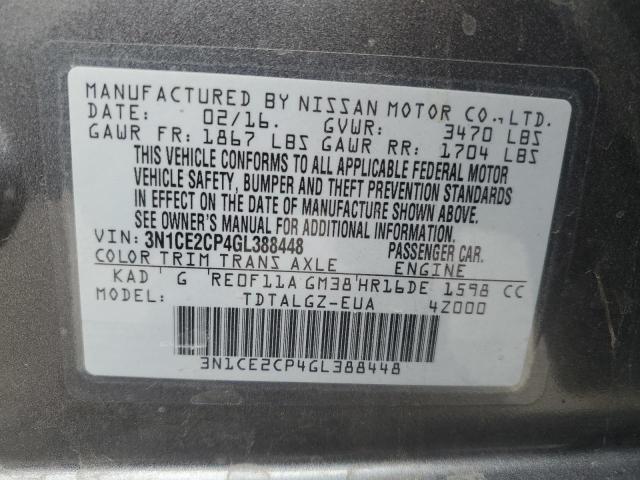 MANUFACTURED BY NISSAN MOTOR CO.,LTD.
DATE: 02/16. GVWR: 3470 LBS
GAWR FR: 1867 LBS GAWR RR: 1704 LBS
THIS VEHICLE CONFORMS TO ALL APPLICABLE FEDERAL MOTOR
VEHICLE SAFETY, BUMPER AND THEFT PREVENTION STANDARDS
IN EFFECT ON THE DATE OF MANUFACTURE SHOWN ABOVE.
SEE OWNER'S MANUAL FOR ADDITIONAL INFORMATION.
VIN: 3N1CE2CP4GL388448 PASSENGER CAR.
COLOR TRIM TRANS AXLE ENGINE
KAD G RE0F11A GM38 HR16DE 1598 CC
MODEL: TDTALGZ-EUA 4Z000
3N1CE2CP4GL388448